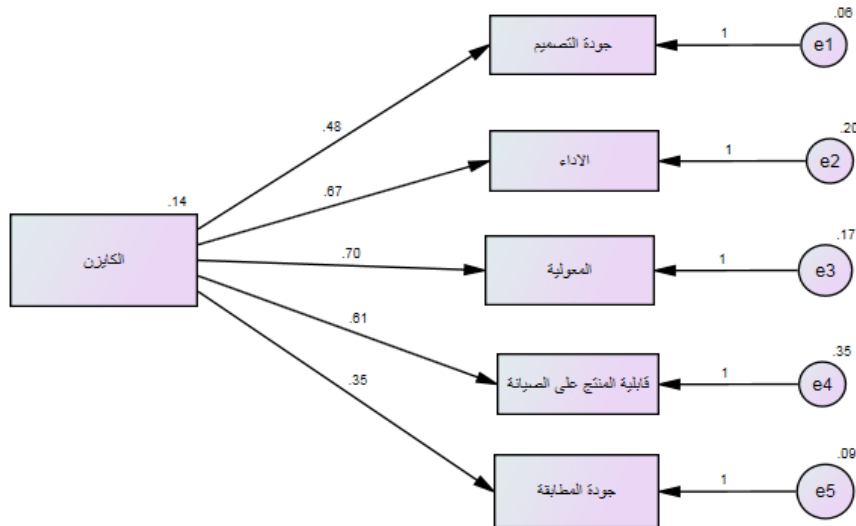 .06
جودة التصميم
1
e1
.48
.20
الاداء
1
e2
.67
.14
الكايزن
.17
المعولية
1
e3
.70
.35
قابلية المنتج على الصيانة
1
e4
.61
.09
جودة المطابقة
1
e5
.35